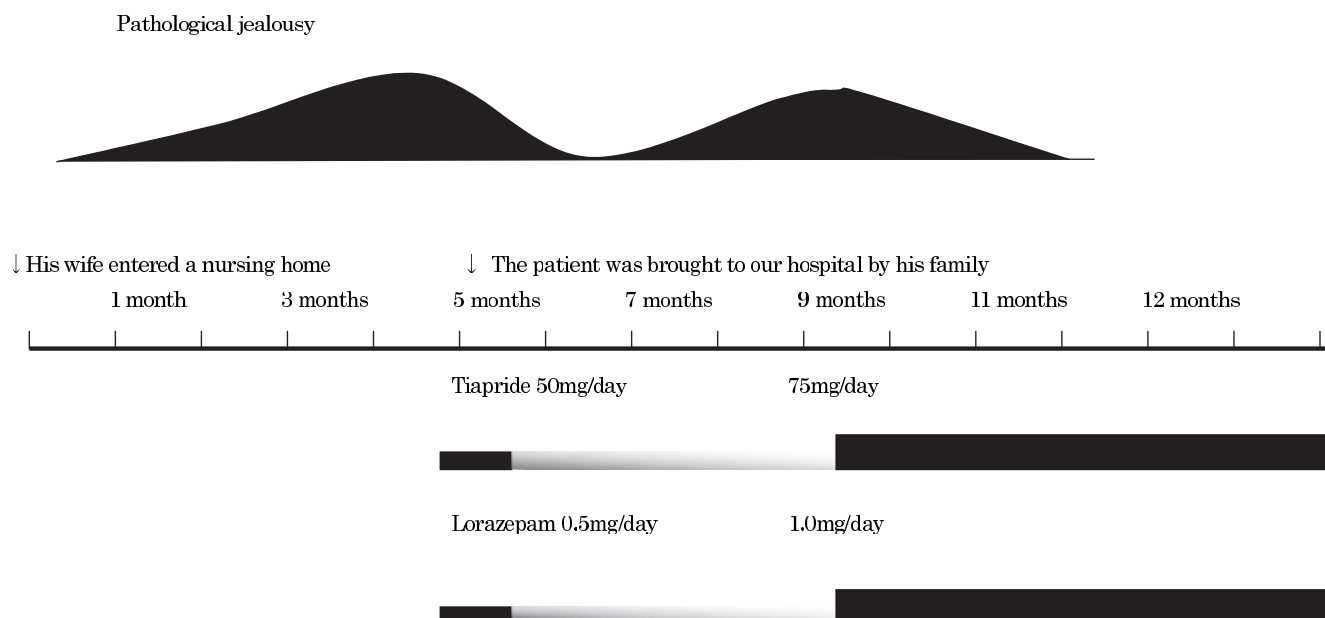 Pathological jealousy
↓ His wife entered a nursing home ↓ The patient was brought to our hospital by his family
1 month 3 months 5 months 7 months 9 months 11 months 12 months
Tiapride 50mg/day 75mg/day
Lorazepam 0.5mg/day 1.0mg/day